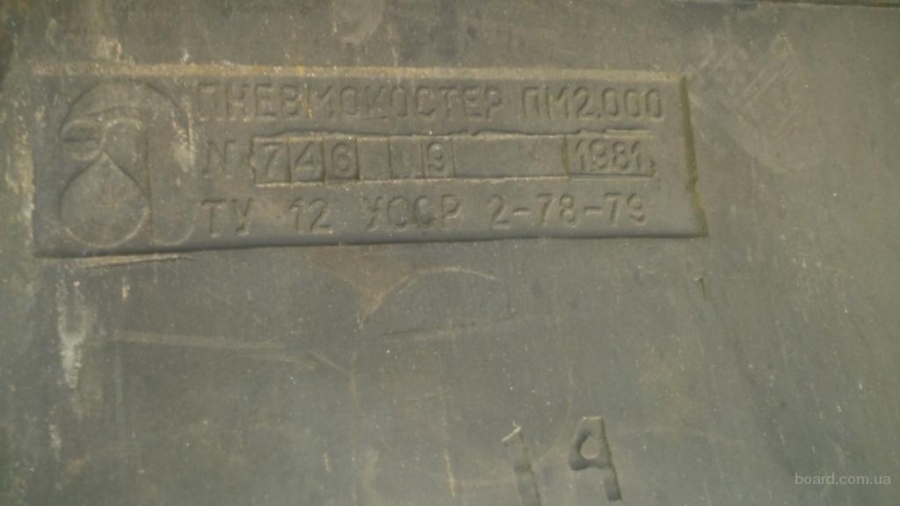 ПНЕВМОКОСТЕР ПМ2.000
№ 746 9 1981
ТУ 12 УССР 2-78-79
14
board.com.ua